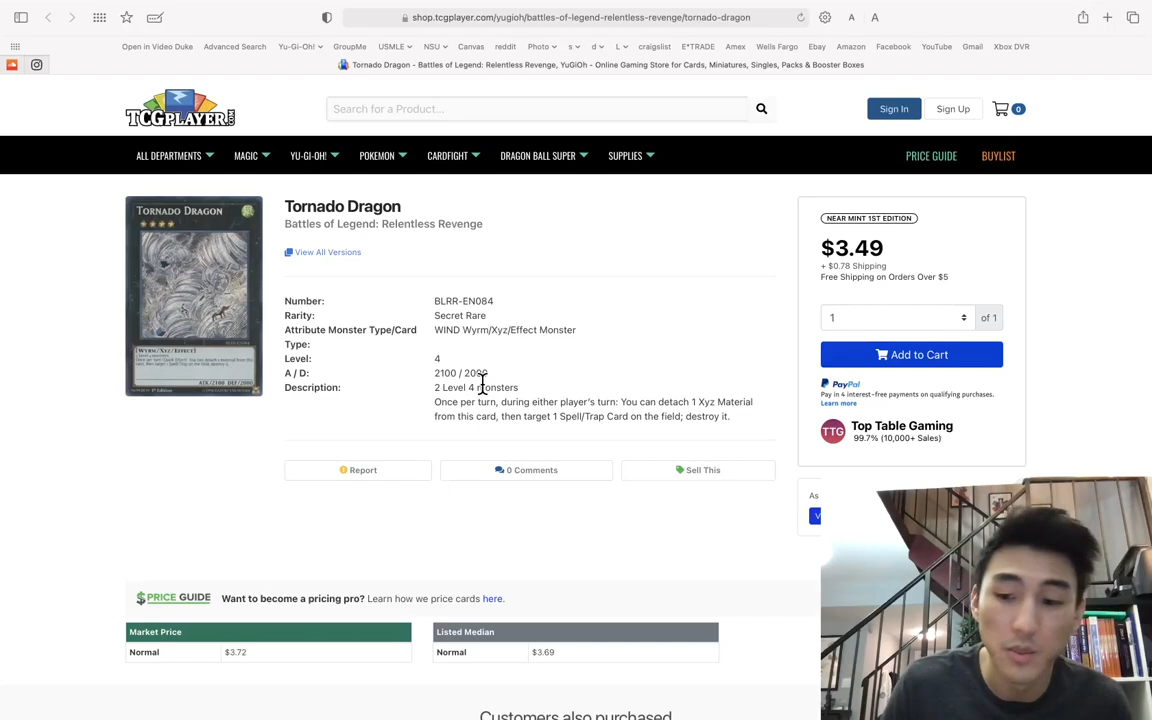 shop.tcgplayer.com/yugioh/battles-of-legend-relentless-revenge/tornado-dragon
A A
Open in Video Duke Advanced Search Yu-Gi-Oh! GroupMe USMLE NSU Canvas reddit Photo s d L craigslist E*TRADE Amex Wells Fargo Ebay Amazon Facebook YouTube Gmail Xbox DVR
Tornado Dragon - Battles of Legend: Relentless Revenge, YuGiOh - Online Gaming Store for Cards, Miniatures, Singles, Packs & Booster Boxes
TCGPLAYER.COM
Search for a Product...
Sign In Sign Up 0
ALL DEPARTMENTS MAGIC YU-GI-OH! POKEMON CARDFIGHT DRAGON BALL SUPER SUPPLIES PRICE GUIDE BUYLIST
TORNADO DRAGON
[WYRM/XYZ/EFFECT]
ATK/2100 DEF/2000
Tornado Dragon
Battles of Legend: Relentless Revenge
View All Versions
Number: BLRR-EN084
Rarity: Secret Rare
Attribute Monster Type/Card WIND Wyrm/Xyz/Effect Monster
Type:
Level: 4
A / D: 2100 / 2000
Description: 2 Level 4 monsters
Once per turn, during either player's turn: You can detach 1 Xyz Material
from this card, then target 1 Spell/Trap Card on the field; destroy it.
Report 0 Comments Sell This
NEAR MINT 1ST EDITION
$3.49
+ $0.78 Shipping
Free Shipping on Orders Over $5
1 of 1
Add to Cart
PayPal
Pay in 4 interest-free payments on qualifying purchases.
Learn more
TTG Top Table Gaming
99.7% (10,000+ Sales)
As
V
PRICE GUIDE Want to become a pricing pro? Learn how we price cards here.
Market Price
Normal $3.72
Listed Median
Normal $3.69
Customers also purchased